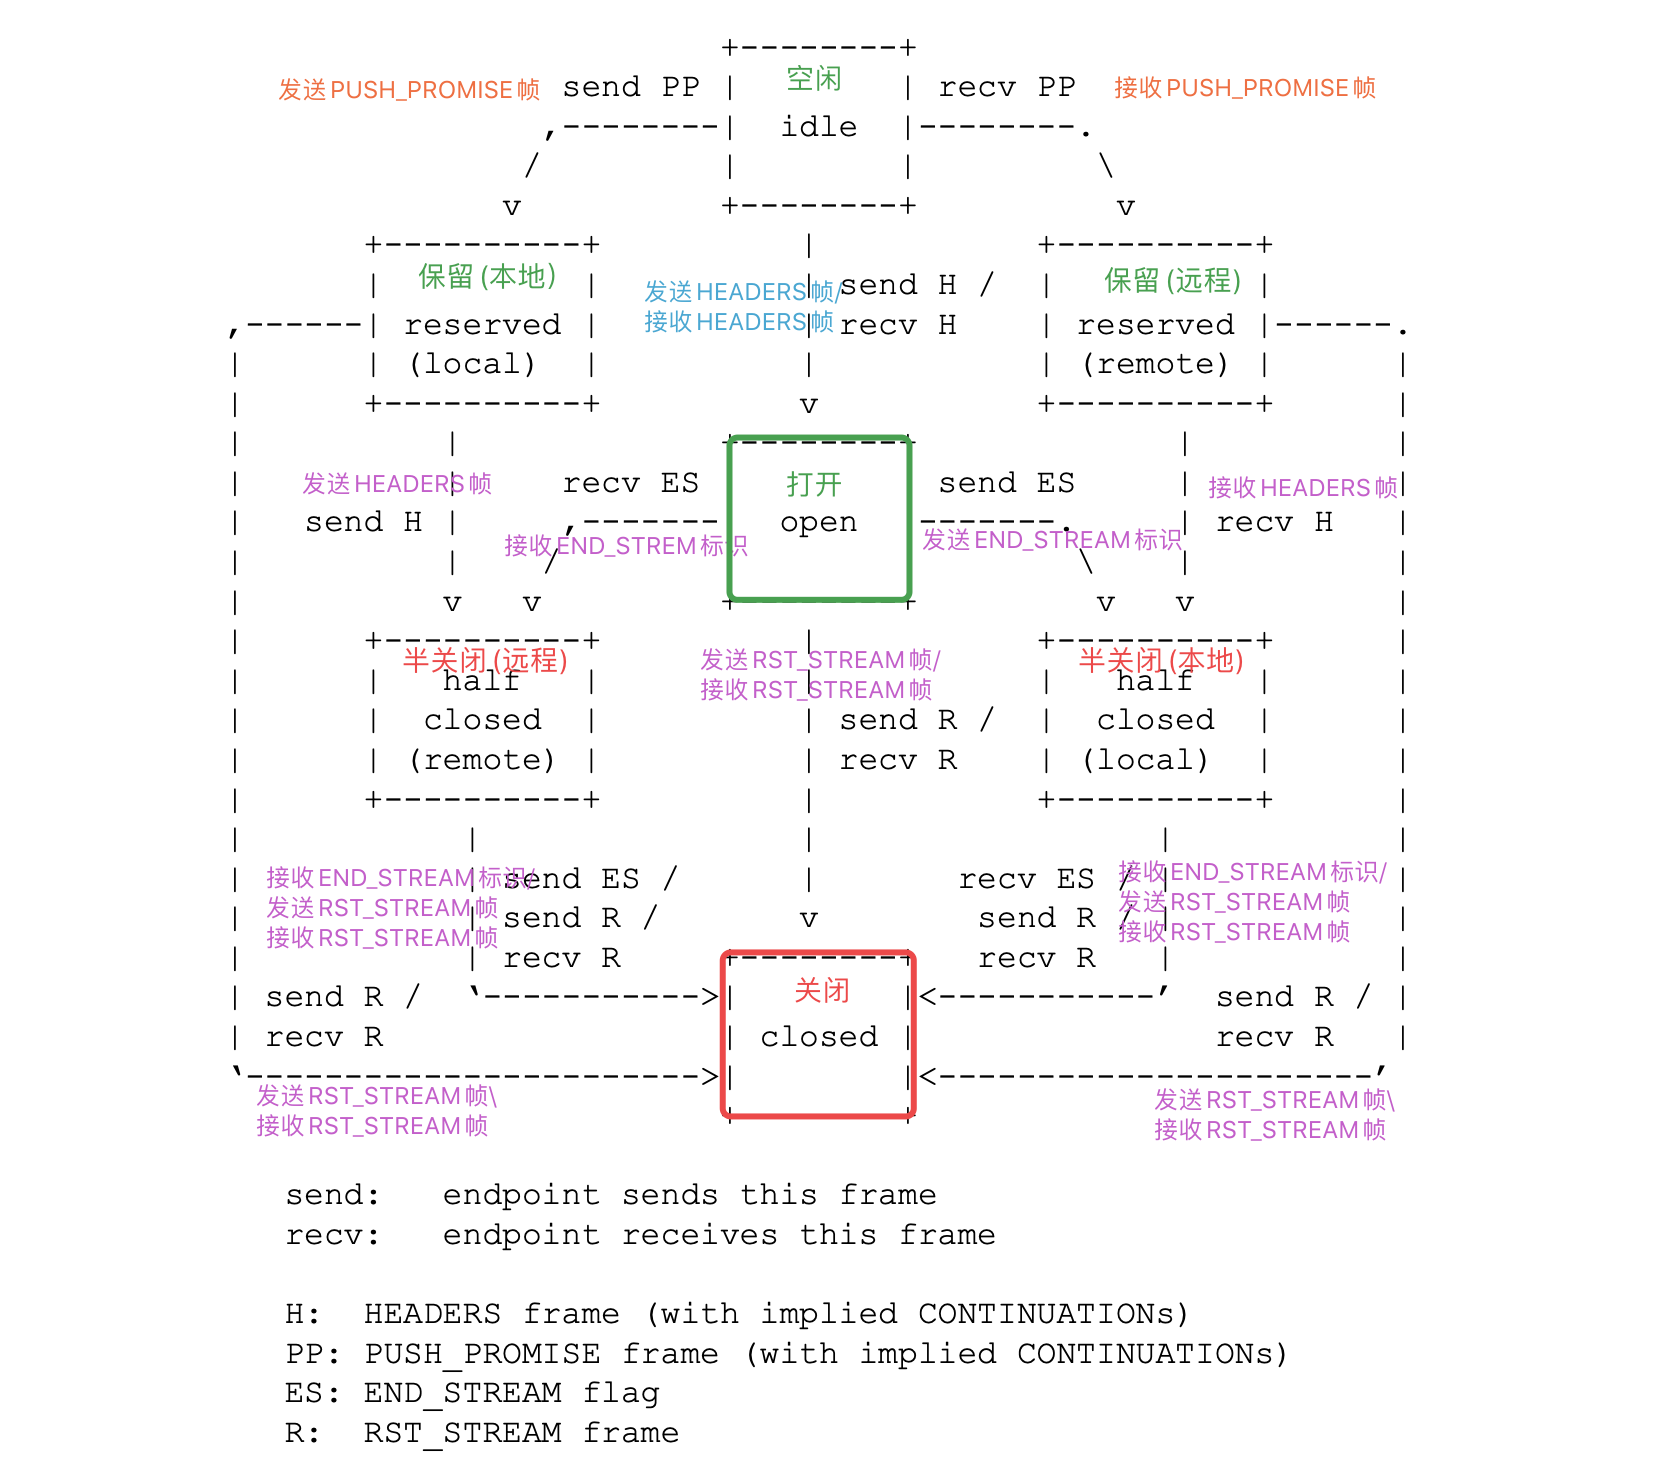 空闲
发送PUSH_PROMISE帧 send PP recv PP 接收PUSH_PROMISE帧
idle
v v
保留(本地) 保留(远程)
发送HEADERS帧/ send H /
接收HEADERS帧 recv H
reserved reserved
(local) (remote)
v
打开
发送HEADERS帧 recv ES send ES 接收HEADERS帧
send H open recv H
接收END_STREM标识 发送END_STREAM标识
v v v v
半关闭(远程) 发送RST_STREAM帧/ 半关闭(本地)
half 接收RST_STREAM帧 half
closed send R / closed
(remote) recv R (local)
接收END_STREAM标识/ send ES / recv ES / 接收END_STREAM标识/
发送RST_STREAM帧 send R / v send R / 发送RST_STREAM帧
接收RST_STREAM帧 recv R recv R 接收RST_STREAM帧
关闭
send R / send R /
recv R closed recv R
发送RST_STREAM帧\ 发送RST_STREAM帧\
接收RST_STREAM帧 接收RST_STREAM帧
send: endpoint sends this frame
recv: endpoint receives this frame
H: HEADERS frame (with implied CONTINUATIONs)
PP: PUSH_PROMISE frame (with implied CONTINUATIONs)
ES: END_STREAM flag
R: RST_STREAM frame